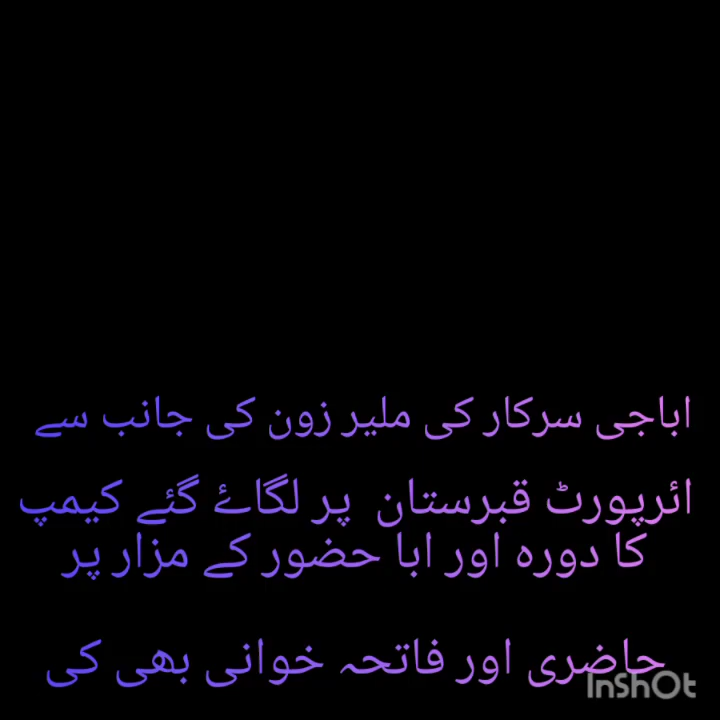 اباجی سرکار کی ملیر زون کی جانب سے
ائرپورٹ قبرستان پر لگاۓ گئے کیمپ
کا دورہ اور ابا حضور کے مزار پر
حاضری اور فاتحہ خوانی بھی کی
InShOt